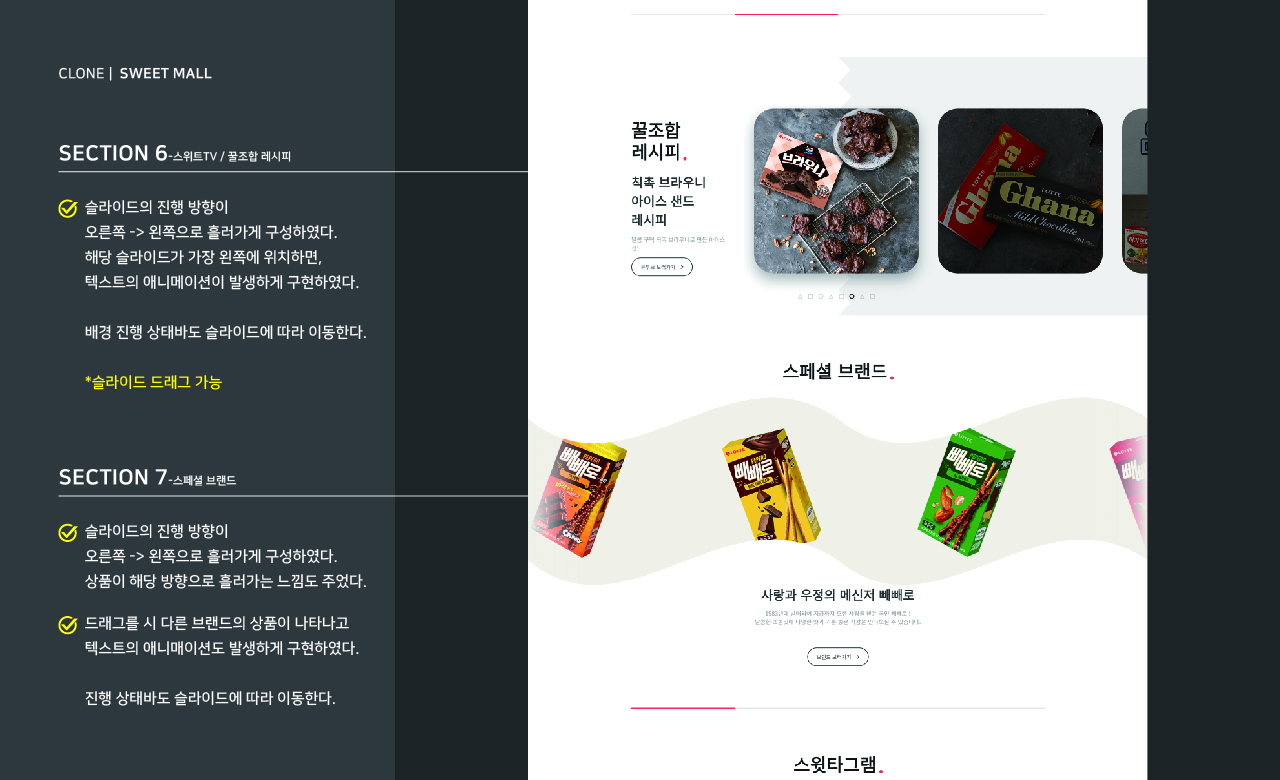 CLONE | SWEET MALL
SECTION 6-스위트TV / 꿀조합 레시피
슬라이드의 진행 방향이
오른쪽 -> 왼쪽으로 흘러가게 구성하였다.
해당 슬라이드가 가장 왼쪽에 위치하면,
텍스트의 애니메이션이 발생하게 구현하였다.
배경 진행 상태바도 슬라이드에 따라 이동한다.
*슬라이드 드래그 가능
SECTION 7-스페셜 브랜드
슬라이드의 진행 방향이
오른쪽 -> 왼쪽으로 흘러가게 구성하였다.
상품이 해당 방향으로 흘러가는 느낌도 주었다.
드래그를 시 다른 브랜드의 상품이 나타나고
텍스트의 애니매이션도 발생하게 구현하였다.
진행 상태바도 슬라이드에 따라 이동한다.
꿀조합
레시피.
칙촉 브라우니
아이스 샌드
레시피
브라우니
Ghana
LOTTE
Ghana
Mild Chocolate
스페셜 브랜드.
빼빼로
빼빼로
빼빼로
빼빼
사랑과 우정의 메신저 빼빼로
스윗타그램.